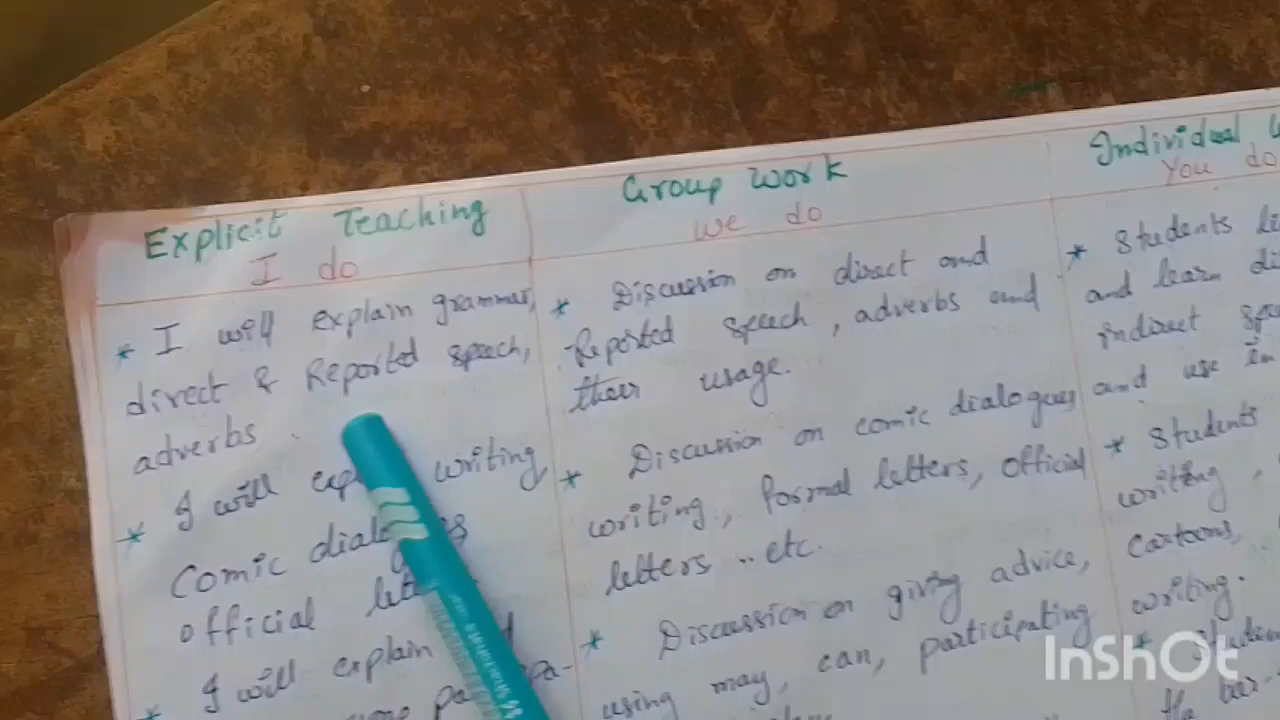 Explicit Teaching
I do
* I will explain grammar,
direct & Reported speech,
adverbs.
* I will writing,
Comic
official
I will explain
Group Work
we do
* Discussion on direct and
Reported speech, adverbs and
their usage.
* Discussion on comic dialogues
writing, formal letters, official
letters .. etc.
* Discussion on giving advice,
using may, can, participating
Individual
You do
* Students
and learn
indirect
and use
* Students
writing,
cartoons,
writing.
*
the bar-
InShOt